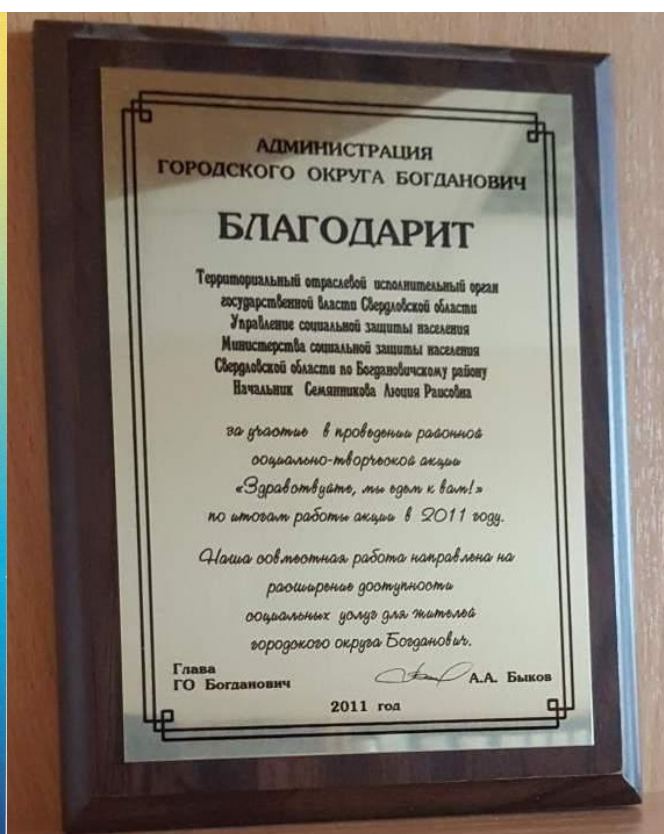 АДМИНИСТРАЦИЯ
ГОРОДСКОГО ОКРУГА БОГДАНОВИЧ
БЛАГОДАРИТ
Территориальный отраслевой исполнительный орган
государственной власти Свердловской области
Управление социальной защиты населения
Министерства социальной защиты населения
Свердловской области по Богдановичскому району
Начальник Семянникова Люция Раисовна
за участие в проведении районной
социально-творческой акции
«Здравствуйте, мы едем к вам!»
по итогам работы акции в 2011 году.
Наша совместная работа направлена на
расширение доступности
социальных услуг для жителей
городского округа Богданович.
Глава
ГО Богданович А.А. Быков
2011 год